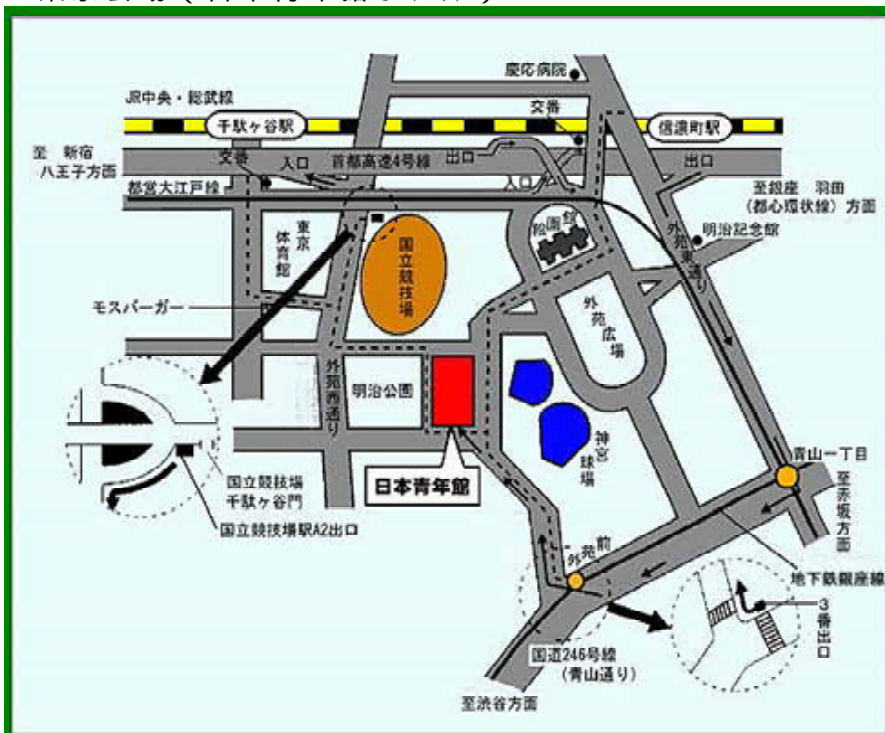 慶応病院
JR中央・総武線
交番
千駄ヶ谷駅
信濃町駅
至 新宿
八王子方面
交番
入口
首都高速4号線
出口
出口
都営大江戸線
入口
至銀座 羽田
(都心環状線)方面
東京
体育館
絵画館
外苑東通り
明治記念館
国立競技場
モスバーガー
外苑広場
外苑西通り
明治公園
神宮
球場
青山一丁目
日本青年館
至赤坂方面
国立競技場
千駄ヶ谷門
国立競技場駅A2出口
外苑前
地下鉄銀座線
3番出口
国道246号線
(青山通り)
至渋谷方面